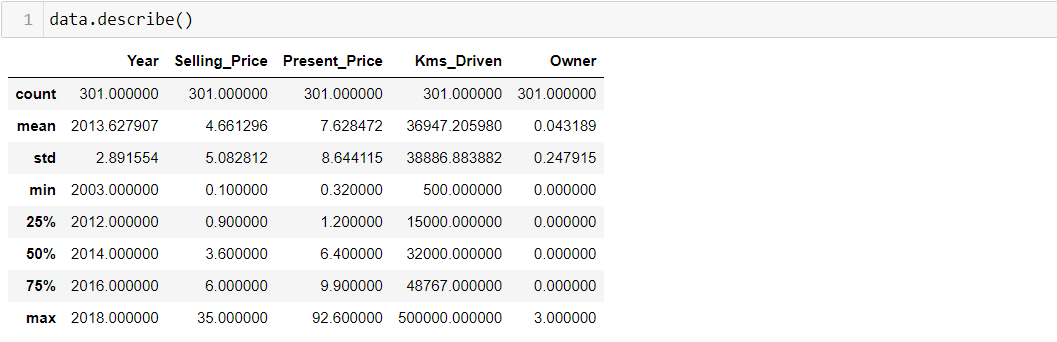 1 data.describe()
Year Selling_Price Present_Price Kms_Driven Owner
count 301.000000 301.000000 301.000000 301.000000 301.000000
mean 2013.627907 4.661296 7.628472 36947.205980 0.043189
std 2.891554 5.082812 8.644115 38886.883882 0.247915
min 2003.000000 0.100000 0.320000 500.000000 0.000000
25% 2012.000000 0.900000 1.200000 15000.000000 0.000000
50% 2014.000000 3.600000 6.400000 32000.000000 0.000000
75% 2016.000000 6.000000 9.900000 48767.000000 0.000000
max 2018.000000 35.000000 92.600000 500000.000000 3.000000